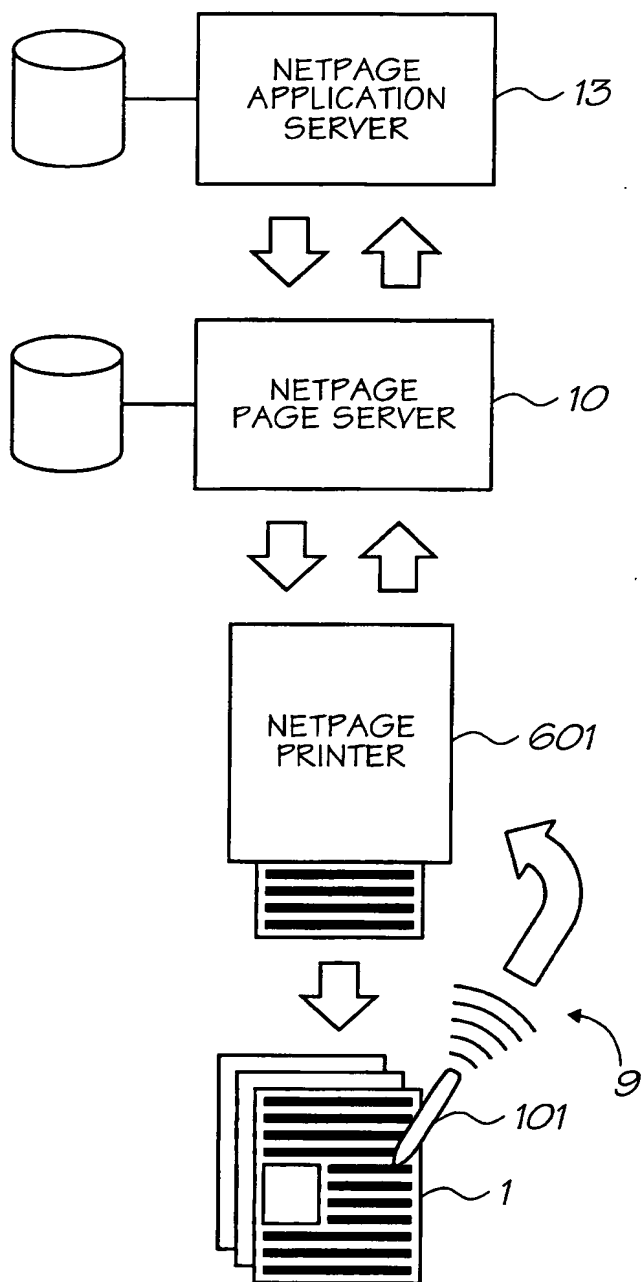 NETPAGE
APPLICATION
SERVER
13
NETPAGE
PAGE SERVER
10
NETPAGE
PRINTER
601
9
101
1